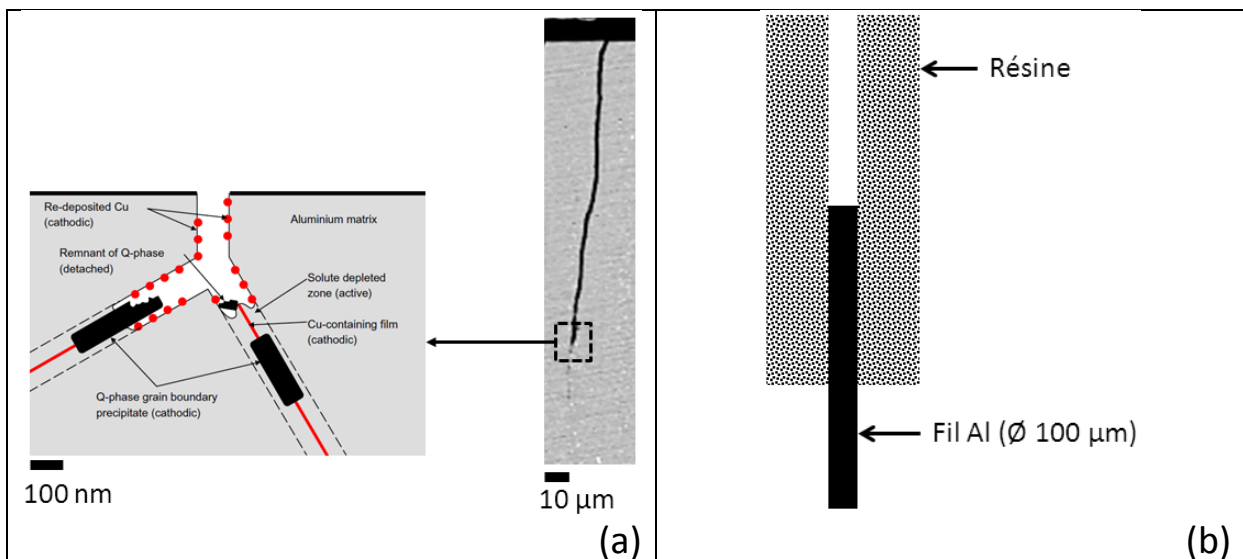 Re-deposited Cu
(cathodic)
Aluminium matrix
Remnant of Q-phase
(detached)
Solute depleted
zone (active)
Cu-containing film
(cathodic)
Q-phase grain boundary
precipitate (cathodic)
100 nm
10 µm
(a)
Résine
Fil Al (Ø 100 µm)
(b)